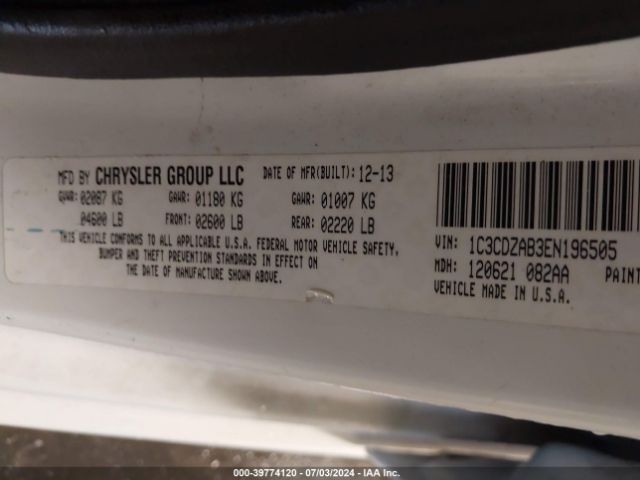 MFD BY CHRYSLER GROUP LLC DATE OF MFR(BUILT): 12-13
GVWR: 02087 KG GAWR: 01180 KG GAWR: 01007 KG
04600 LB FRONT: 02600 LB REAR: 02220 LB
THIS VEHICLE CONFORMS TO ALL APPLICABLE U.S.A. FEDERAL MOTOR VEHICLE SAFETY,
BUMPER AND THEFT PREVENTION STANDARDS IN EFFECT ON
THE DATE OF MANUFACTURE SHOWN ABOVE.
VIN: 1C3CDZAB3EN196505
MDH: 120621 082AA PAINT
VEHICLE MADE IN U.S.A.
000-39774120 - 07/03/2024 - IAA Inc.